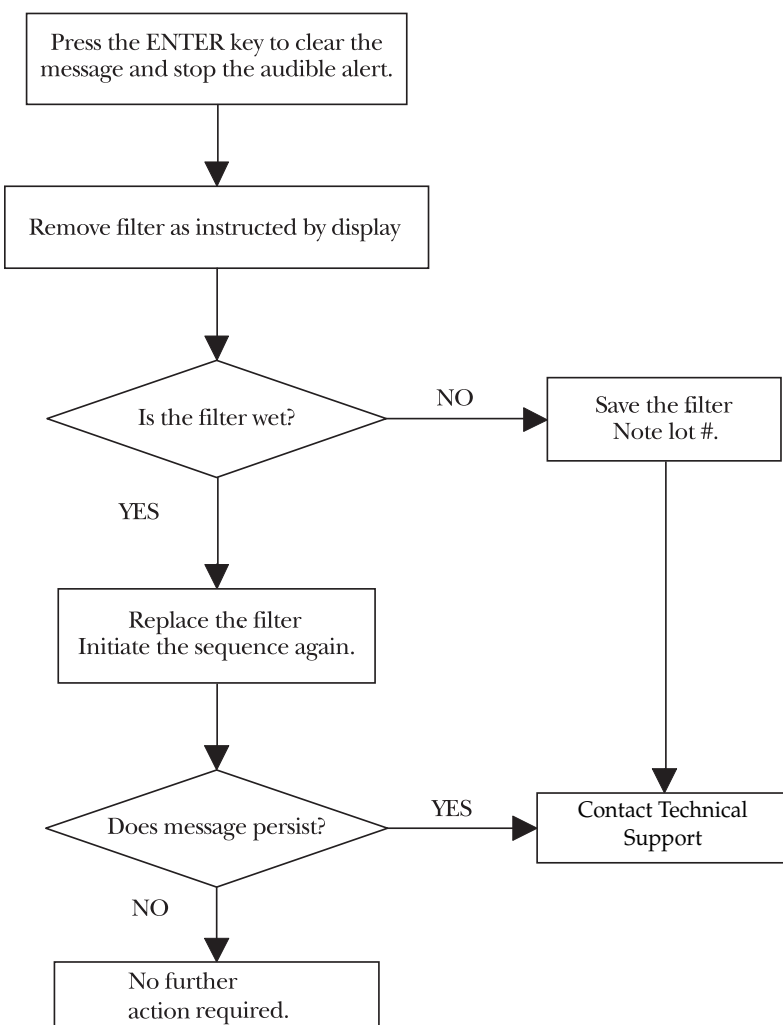 Press the ENTER key to clear the
message and stop the audible alert.
Remove filter as instructed by display
Is the filter wet?
NO
Save the filter
Note lot #.
YES
Replace the filter
Initiate the sequence again.
Does message persist?
YES
Contact Technical
Support
NO
No further
action required.